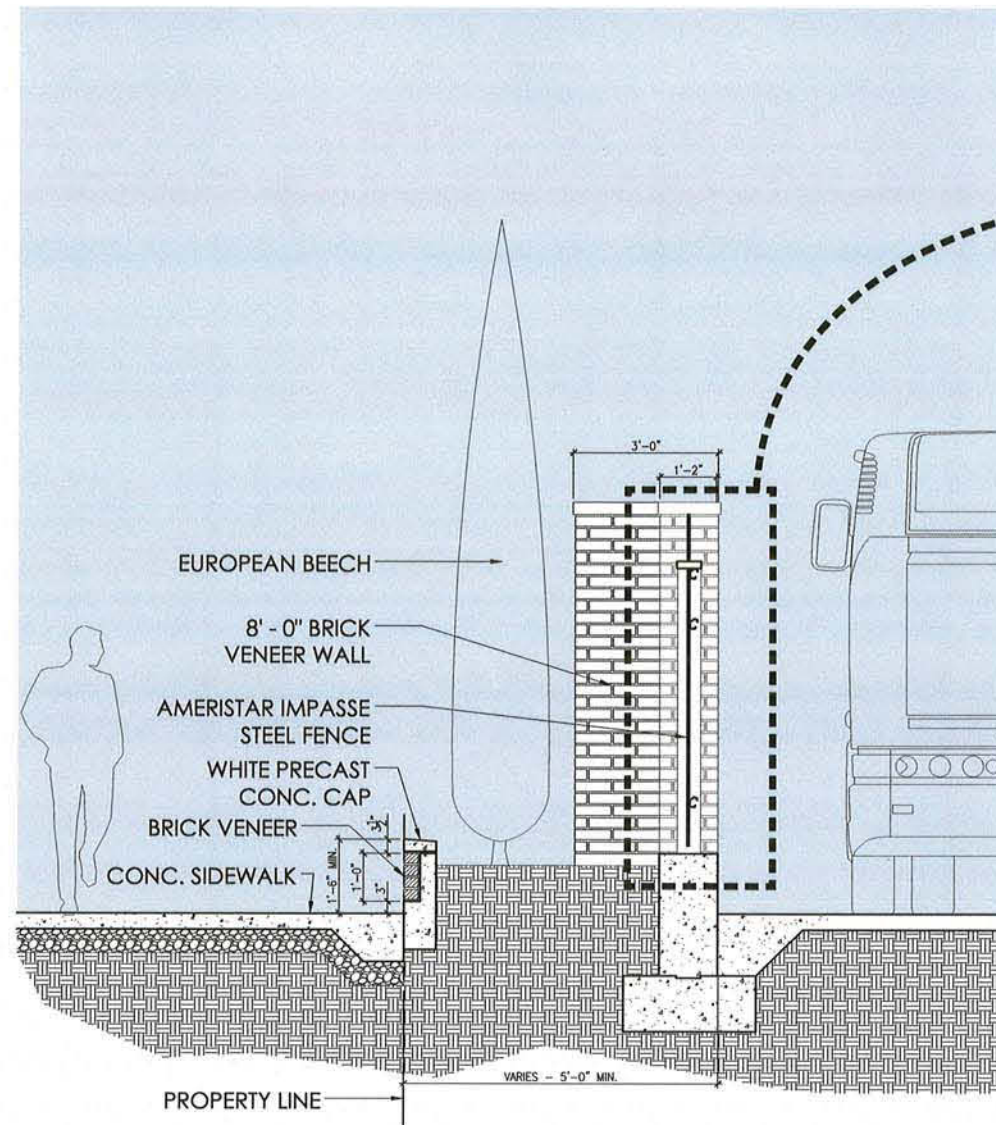 3'-0"
1'-2"
EUROPEAN BEECH
8' - 0" BRICK
VENEER WALL
AMERISTAR IMPASSE
STEEL FENCE
WHITE PRECAST
CONC. CAP
BRICK VENEER
CONC. SIDEWALK
1'-6" MIN.
1'-0"
3"
VARIES - 5'-0" MIN.
PROPERTY LINE